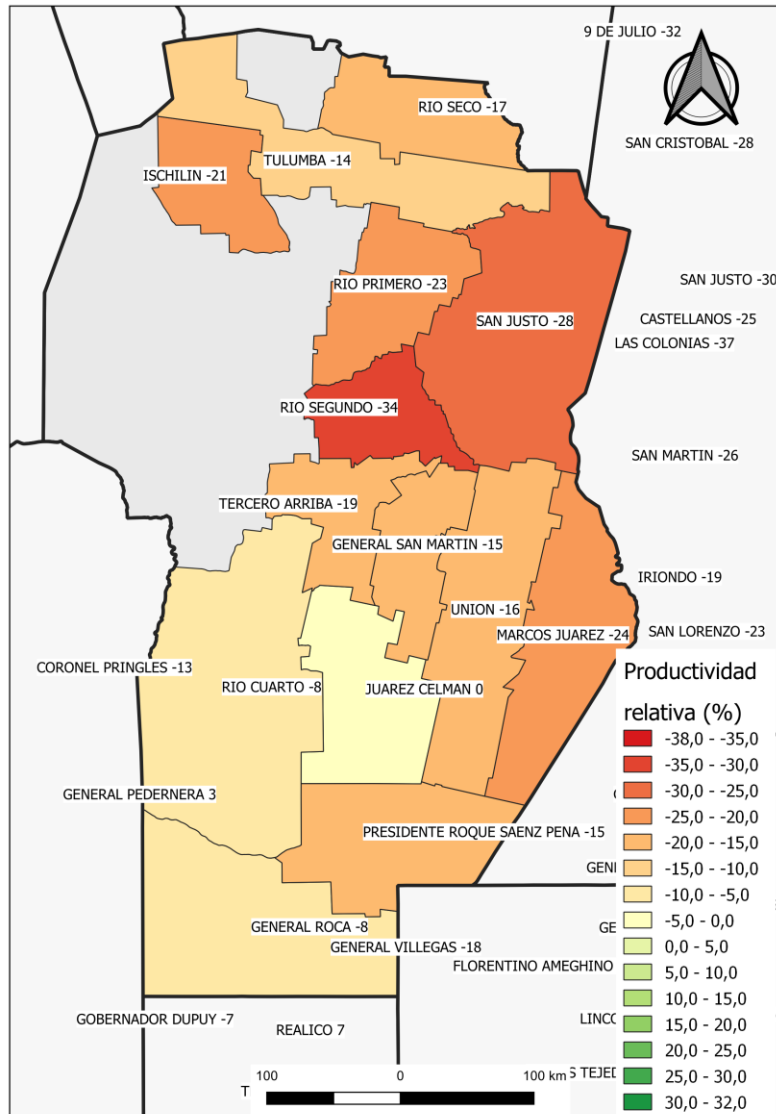 9 DE JULIO -32
RIO SECO -17
SAN CRISTOBAL -28
TULUMBA -14
ISCHILIN -21
RIO PRIMERO -23
SAN JUSTO -30
SAN JUSTO -28
CASTELLANOS -25
LAS COLONIAS -37
RIO SEGUNDO -34
SAN MARTIN -26
TERCERO ARRIBA -19
GENERAL SAN MARTIN -15
IRIONDO -19
UNION -16
MARCOS JUAREZ -24
SAN LORENZO -23
CORONEL PRINGLES -13
RIO CUARTO -8
JUAREZ CELMAN 0
GENERAL PEDERNERA 3
PRESIDENTE ROQUE SAENZ PENA -15
GENERAL ROCA -8
GENERAL VILLEGAS -18
FLORENTINO AMEGHINO
GOBERNADOR DUPUY -7
REALICO 7
Productividad
relativa (%)
-38,0 - -35,0
-35,0 - -30,0
-30,0 - -25,0
-25,0 - -20,0
-20,0 - -15,0
-15,0 - -10,0
-10,0 - -5,0
-5,0 - 0,0
0,0 - 5,0
5,0 - 10,0
10,0 - 15,0
15,0 - 20,0
20,0 - 25,0
25,0 - 30,0
30,0 - 32,0
GENE
GE
LINCO
S TEJED
T
100 0 100 km